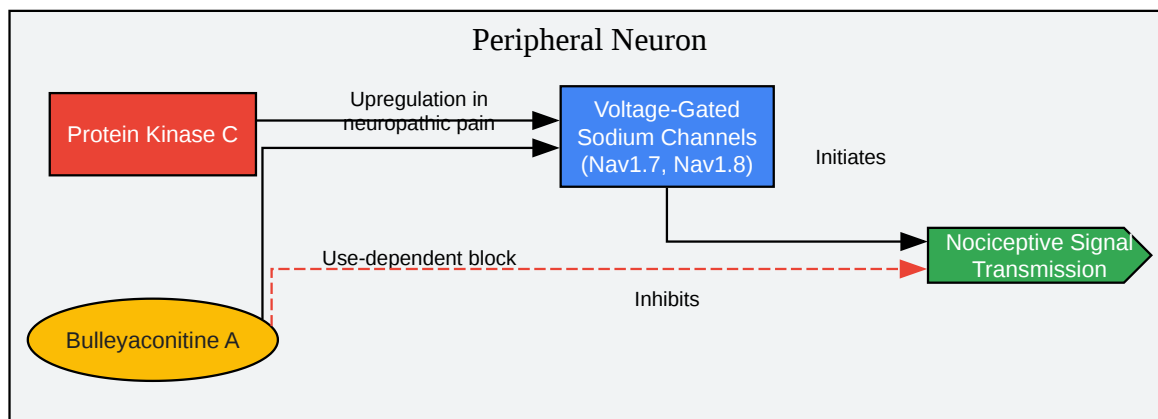 Peripheral Neuron
Protein Kinase C
Upregulation in
neuropathic pain
Voltage-Gated
Sodium Channels
(Nav1.7, Nav1.8)
Initiates
Nociceptive Signal
Transmission
Use-dependent block
Inhibits
Bulleyaconitine A